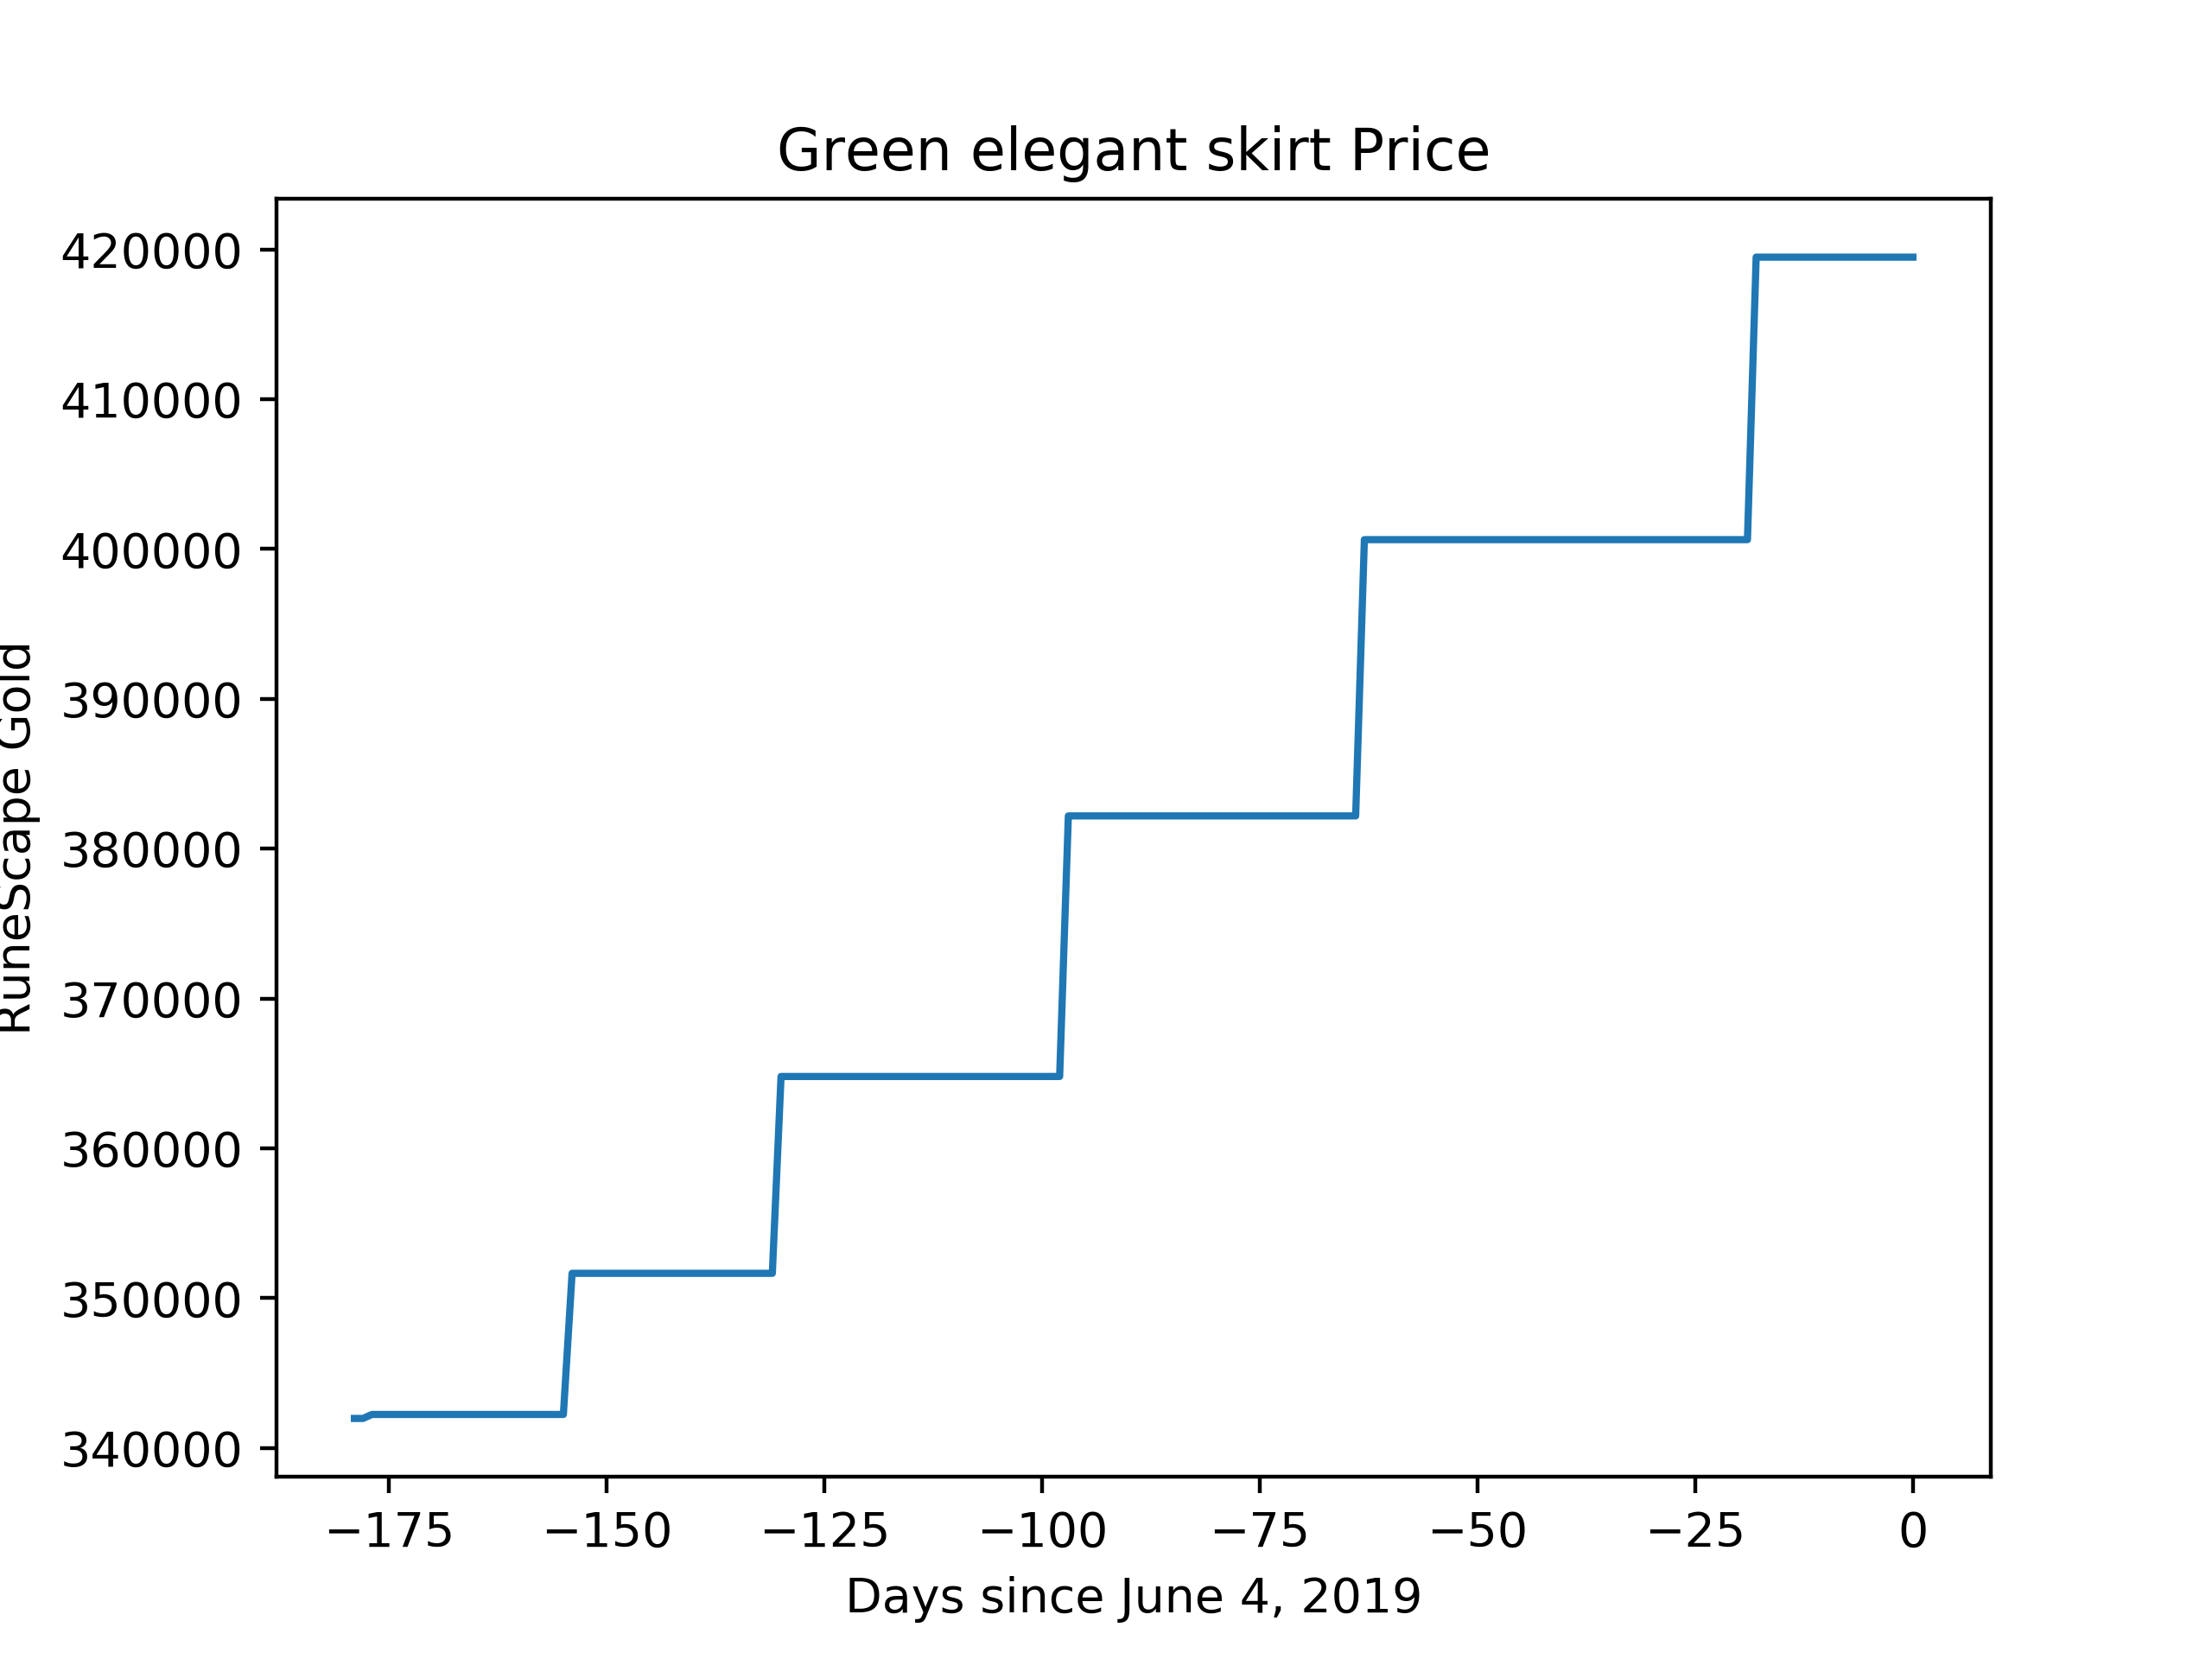 Green elegant skirt Price
420000
410000
400000
390000
380000
370000
360000
350000
340000
RuneScape Gold
−175 −150 −125 −100 −75 −50 −25 0
Days since June 4, 2019